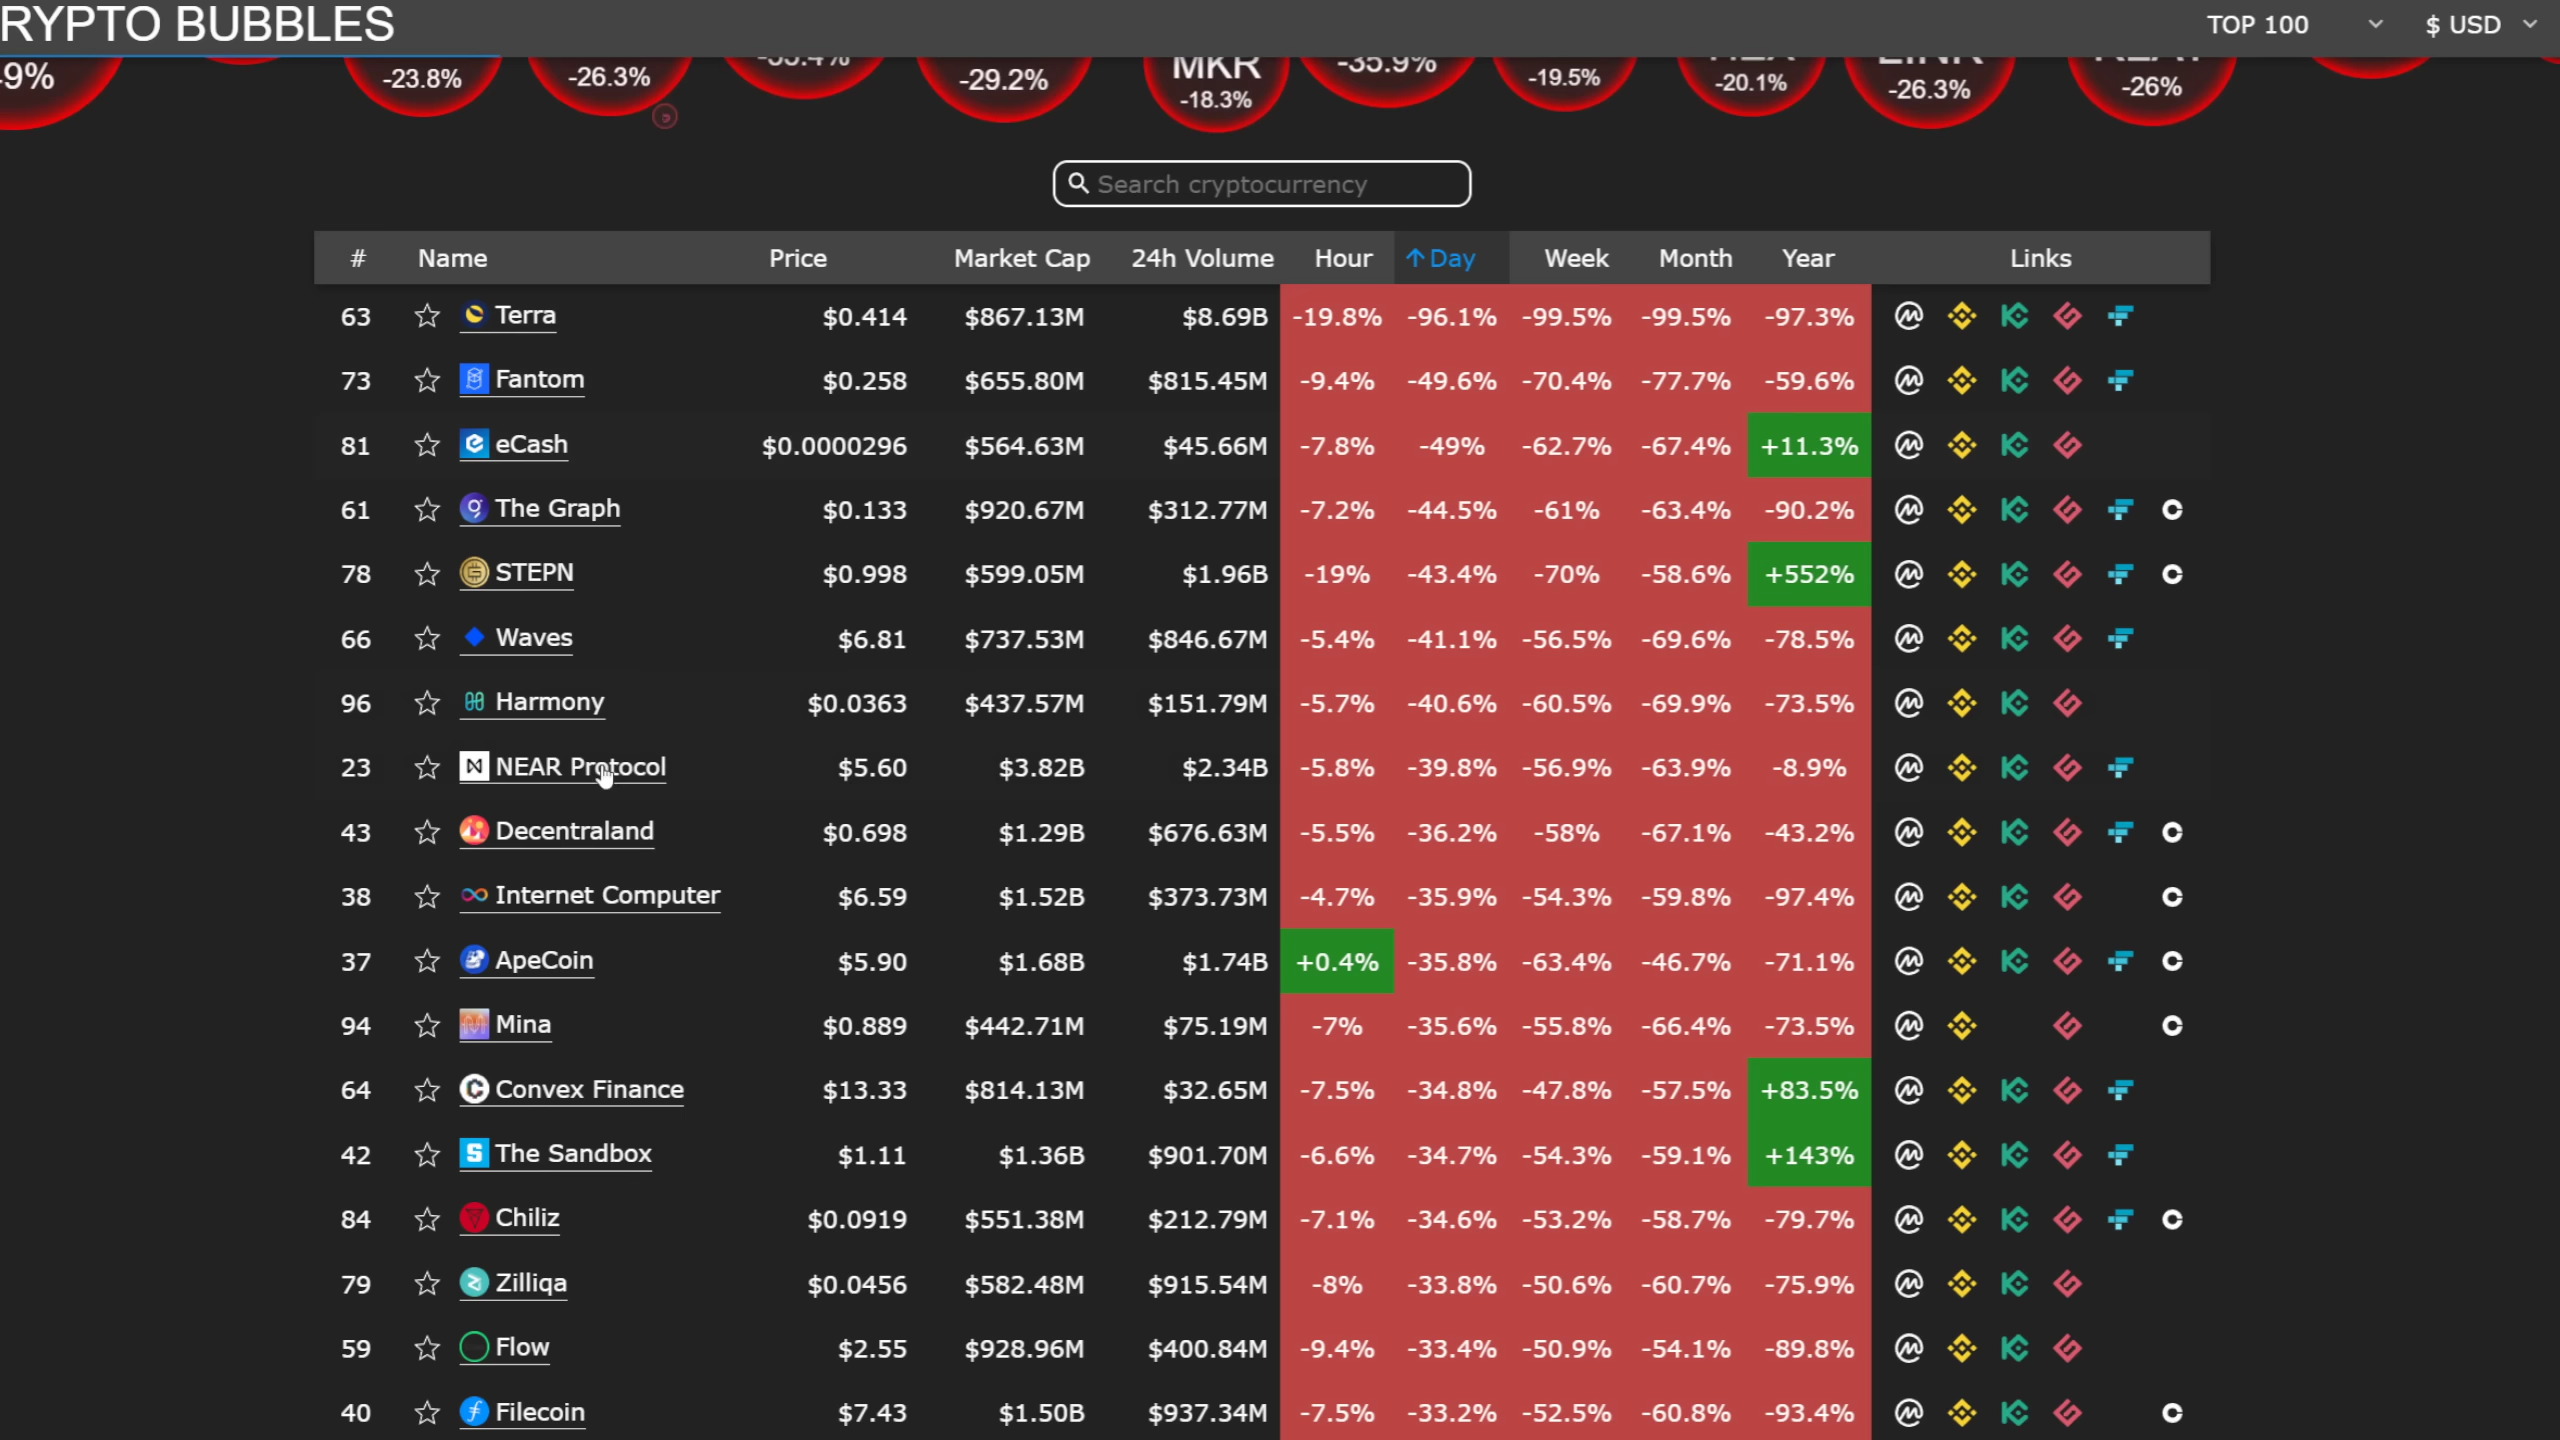 RYPTO BUBBLES TOP 100 $ USD
-9% -23.8% -26.3% -29.2% MKR -18.3% -35.9% -19.5% -20.1% -26.3% -26%
Search cryptocurrency
# Name Price Market Cap 24h Volume Hour ↑Day Week Month Year Links
63 Terra $0.414 $867.13M $8.69B -19.8% -96.1% -99.5% -99.5% -97.3%
73 Fantom $0.258 $655.80M $815.45M -9.4% -49.6% -70.4% -77.7% -59.6%
81 eCash $0.0000296 $564.63M $45.66M -7.8% -49% -62.7% -67.4% +11.3%
61 The Graph $0.133 $920.67M $312.77M -7.2% -44.5% -61% -63.4% -90.2%
78 STEPN $0.998 $599.05M $1.96B -19% -43.4% -70% -58.6% +552%
66 Waves $6.81 $737.53M $846.67M -5.4% -41.1% -56.5% -69.6% -78.5%
96 Harmony $0.0363 $437.57M $151.79M -5.7% -40.6% -60.5% -69.9% -73.5%
23 NEAR Protocol $5.60 $3.82B $2.34B -5.8% -39.8% -56.9% -63.9% -8.9%
43 Decentraland $0.698 $1.29B $676.63M -5.5% -36.2% -58% -67.1% -43.2%
38 Internet Computer $6.59 $1.52B $373.73M -4.7% -35.9% -54.3% -59.8% -97.4%
37 ApeCoin $5.90 $1.68B $1.74B +0.4% -35.8% -63.4% -46.7% -71.1%
94 Mina $0.889 $442.71M $75.19M -7% -35.6% -55.8% -66.4% -73.5%
64 Convex Finance $13.33 $814.13M $32.65M -7.5% -34.8% -47.8% -57.5% +83.5%
42 The Sandbox $1.11 $1.36B $901.70M -6.6% -34.7% -54.3% -59.1% +143%
84 Chiliz $0.0919 $551.38M $212.79M -7.1% -34.6% -53.2% -58.7% -79.7%
79 Zilliqa $0.0456 $582.48M $915.54M -8% -33.8% -50.6% -60.7% -75.9%
59 Flow $2.55 $928.96M $400.84M -9.4% -33.4% -50.9% -54.1% -89.8%
40 Filecoin $7.43 $1.50B $937.34M -7.5% -33.2% -52.5% -60.8% -93.4%